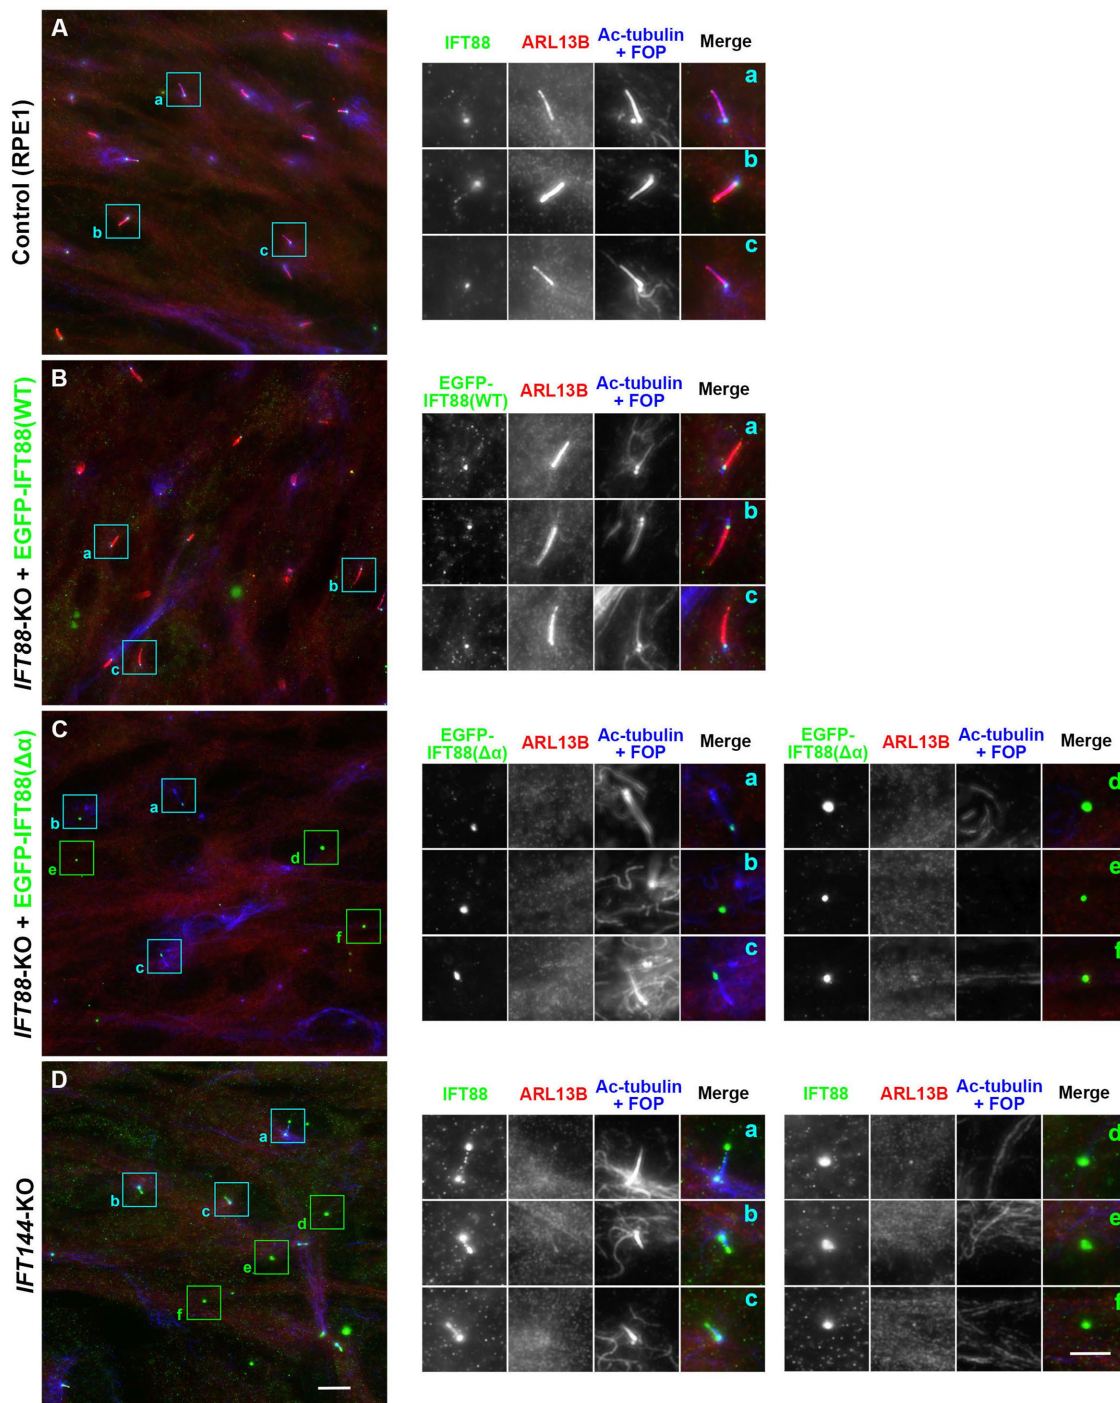 A
Control (RPE1)
a
b
c
IFT88 ARL13B Ac-tubulin + FOP Merge
a
b
c
B
IFT88-KO + EGFP-IFT88(WT)
a
b
c
EGFP-IFT88(WT) ARL13B Ac-tubulin + FOP Merge
a
b
c
C
IFT88-KO + EGFP-IFT88(Δα)
a
b
d
e
f
c
EGFP-IFT88(Δα) ARL13B Ac-tubulin + FOP Merge
a
b
c
EGFP-IFT88(Δα) ARL13B Ac-tubulin + FOP Merge
d
e
f
D
IFT144-KO
a
b
c
d
e
f
IFT88 ARL13B Ac-tubulin + FOP Merge
a
b
c
IFT88 ARL13B Ac-tubulin + FOP Merge
d
e
f